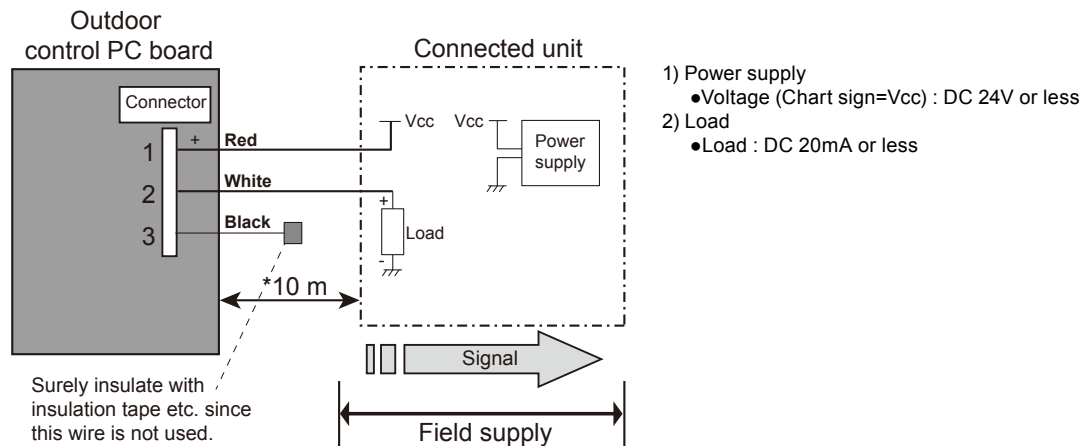 Outdoor
control PC board
Connected unit
Connector
1
+
Red
2
White
3
Black
Vcc
Vcc
Power
supply
+
Load
-
*10 m
Signal
Field supply
Surely insulate with
insulation tape etc. since
this wire is not used.
1) Power supply
●Voltage (Chart sign=Vcc) : DC 24V or less
2) Load
●Load : DC 20mA or less